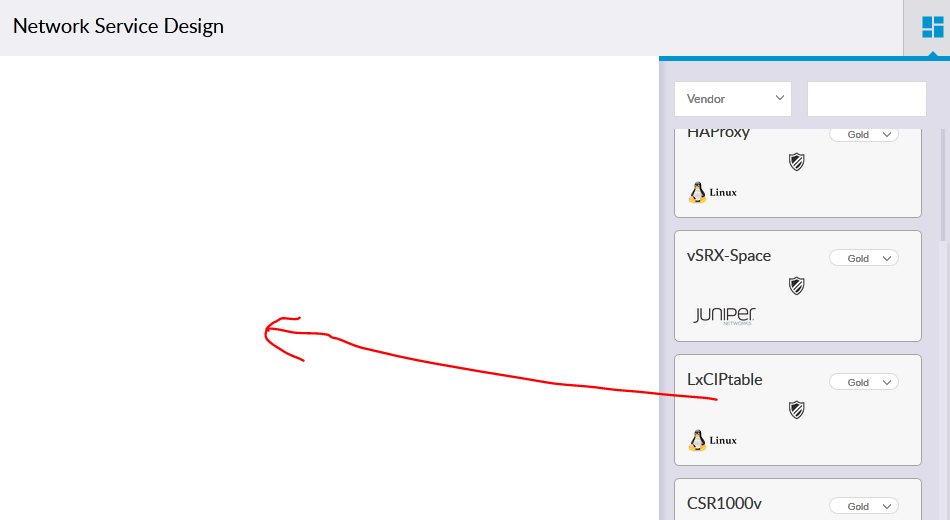 Network Service Design
Vendor
HAProxy
Gold
Linux
vSRX-Space
Gold
JUNIPEr
NETWORKS
LxCIPtable
Gold
Linux
CSR1000v
Gold